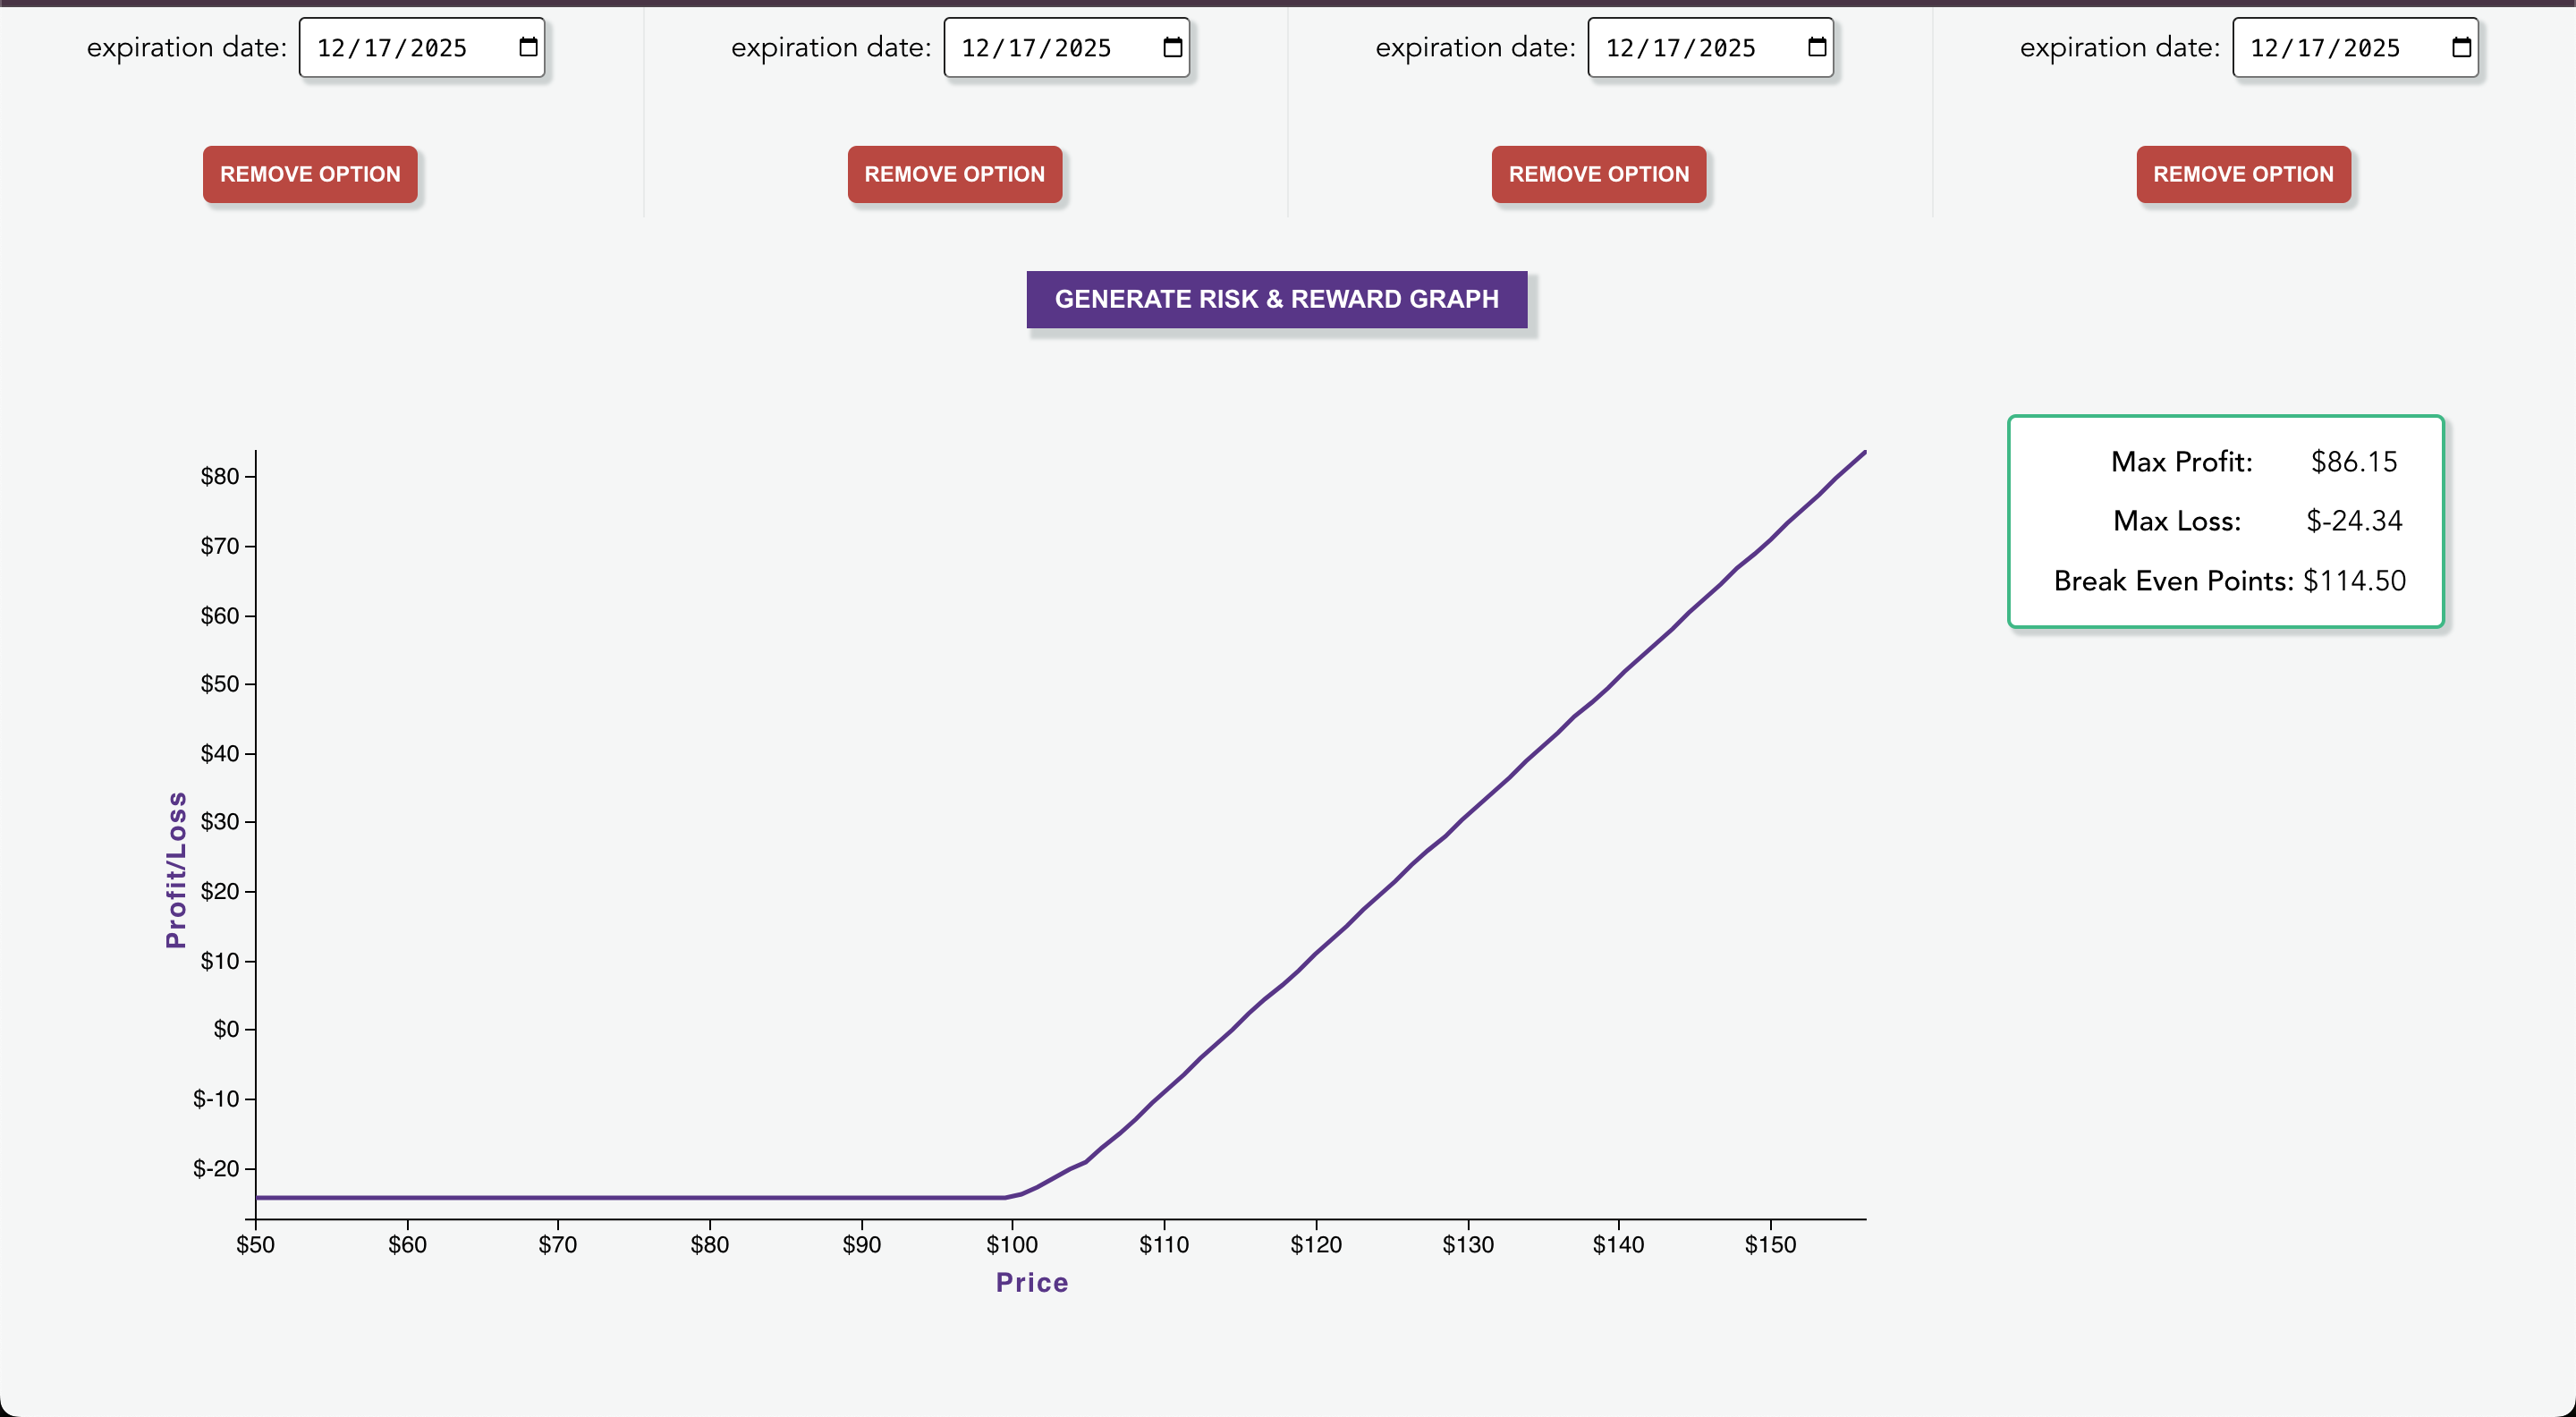 expiration date: 12/17/2025 expiration date: 12/17/2025 expiration date: 12/17/2025 expiration date: 12/17/2025
REMOVE OPTION REMOVE OPTION REMOVE OPTION REMOVE OPTION
GENERATE RISK & REWARD GRAPH
Max Profit: $86.15
Max Loss: $-24.34
Break Even Points: $114.50
Profit/Loss
$80
$70
$60
$50
$40
$30
$20
$10
$0
$-10
$-20
$50 $60 $70 $80 $90 $100 $110 $120 $130 $140 $150
Price